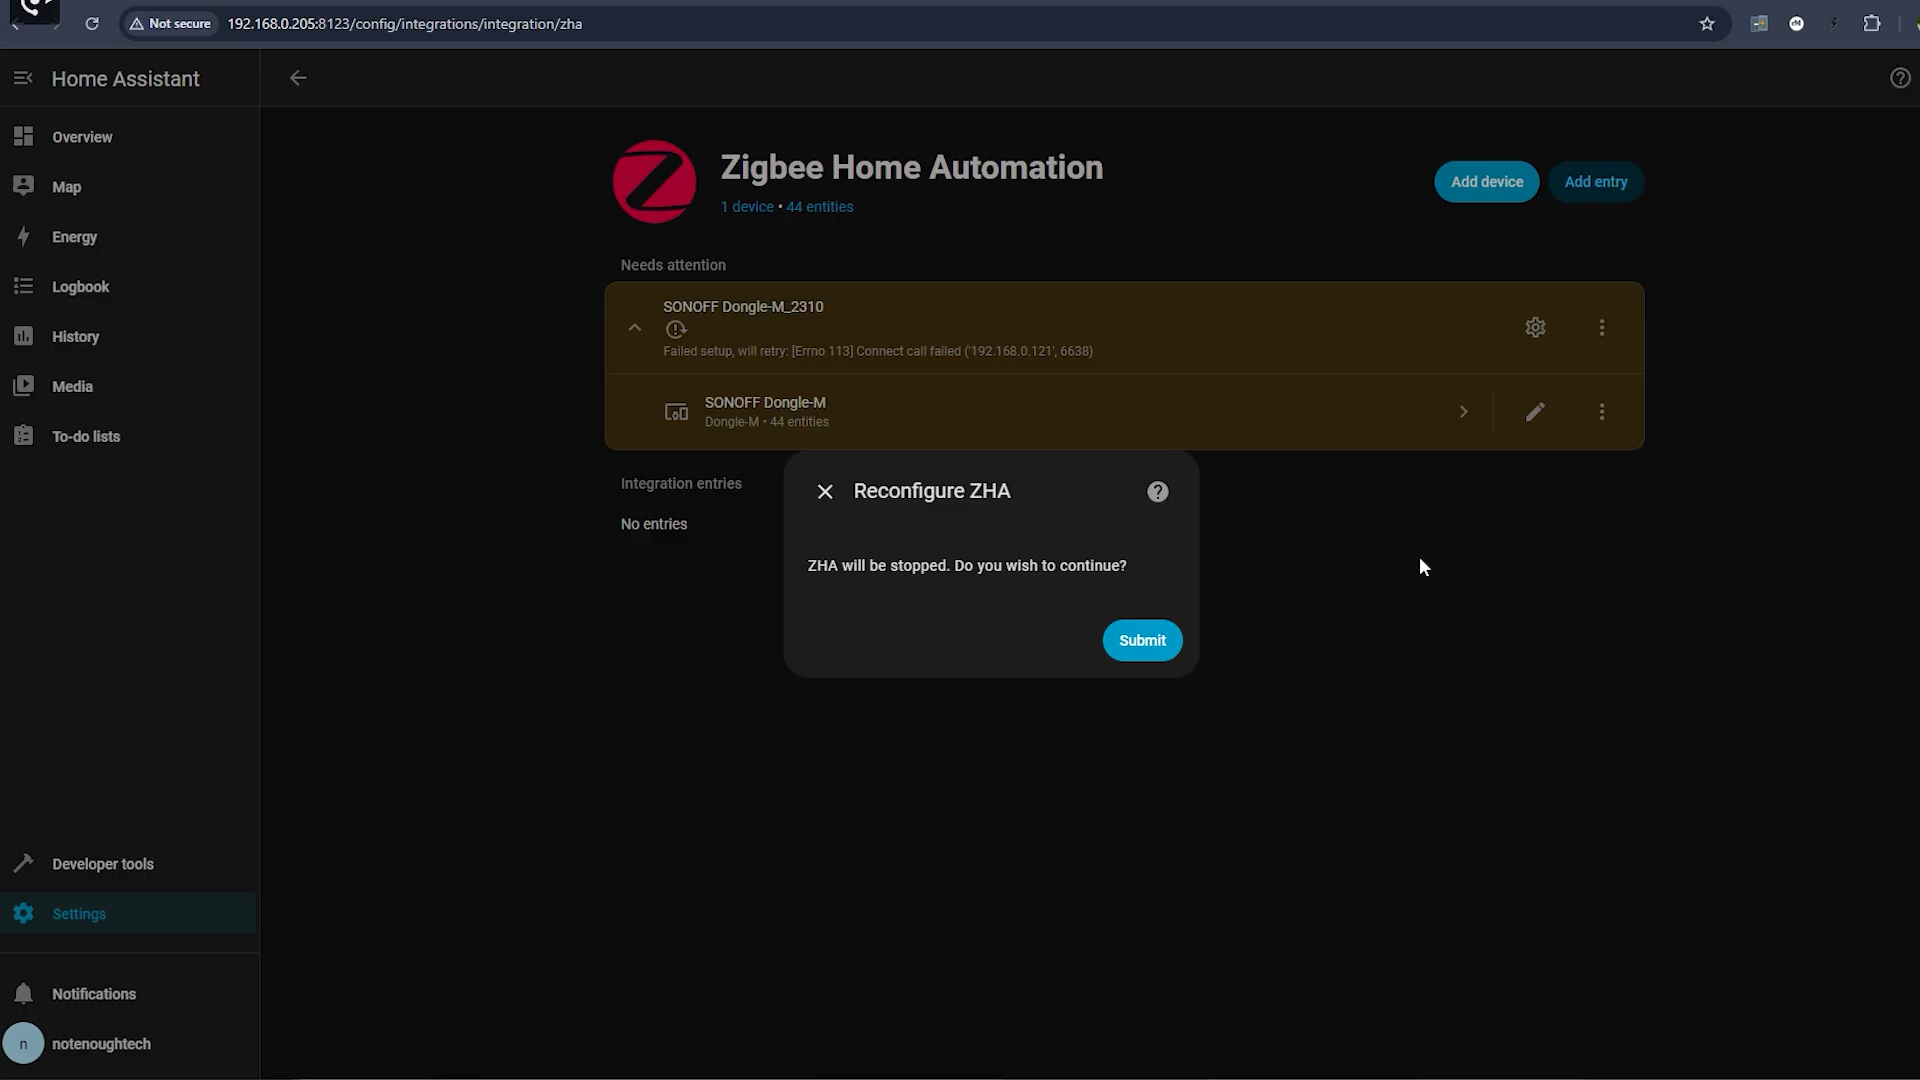 Not secure
192.168.0.205:8123/config/integrations/integration/zha
Home Assistant
Overview
Map
Energy
Logbook
History
Media
To-do lists
Developer tools
Settings
Notifications
n
notenoughtech
Zigbee Home Automation
1 device • 44 entities
Add device
Add entry
Needs attention
SONOFF Dongle-M_2310
Failed setup, will retry: [Errno 113] Connect call failed ('192.168.0.121', 6638)
SONOFF Dongle-M
Dongle-M • 44 entities
Integration entries
No entries
Reconfigure ZHA
ZHA will be stopped. Do you wish to continue?
Submit